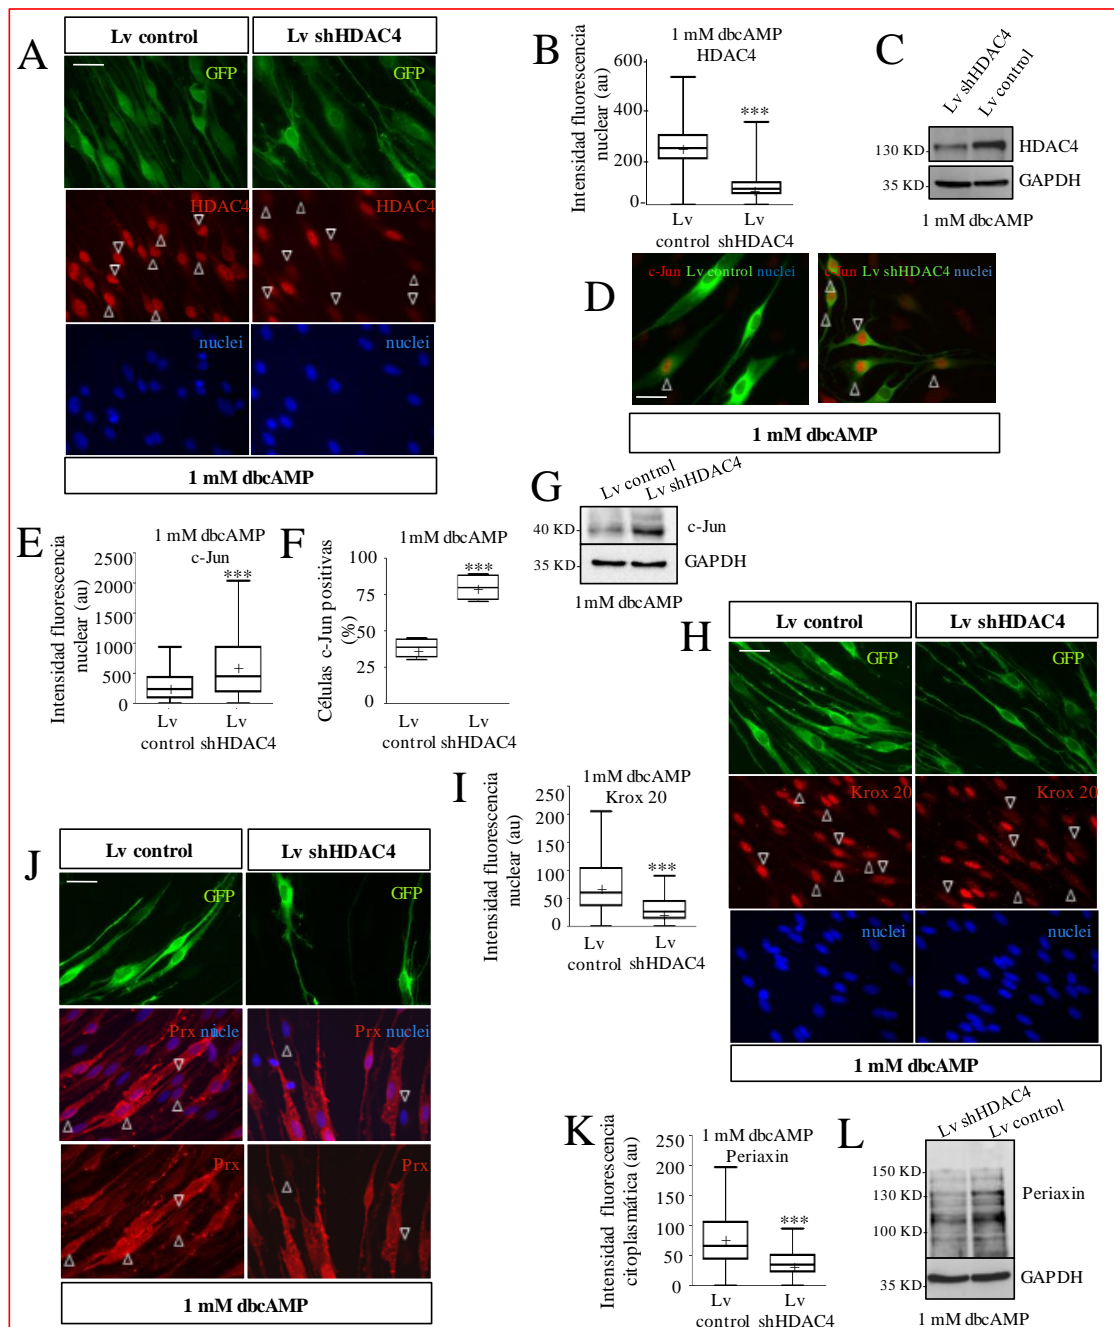 A
Lv control
Lv shHDAC4
GFP
GFP
HDAC4
HDAC4
nuclei
nuclei
1 mM dbcAMP
B
1 mM dbcAMP
HDAC4
Intensidad fluorescencia
nuclear (au)
600
400
200
0
***
Lv
control
Lv
shHDAC4
C
Lv shHDAC4
Lv control
130 KD
HDAC4
35 KD
GAPDH
1 mM dbcAMP
D
c-Jun Lv control nuclei
c-Jun Lv shHDAC4 nuclei
1 mM dbcAMP
E
1 mM dbcAMP
c-Jun
Intensidad fluorescencia
nuclear (au)
2500
2000
1500
1000
500
0
***
Lv
control
Lv
shHDAC4
F
1mM dbcAMP
Células c-Jun positivas
(%)
100
75
50
25
0
***
Lv
control
Lv
shHDAC4
G
Lv control
Lv shHDAC4
40 KD
c-Jun
35 KD
GAPDH
1mM dbcAMP
H
Lv control
Lv shHDAC4
GFP
GFP
Krox 20
Krox 20
nuclei
nuclei
1 mM dbcAMP
I
1mM dbcAMP
Krox 20
Intensidad fluorescencia
nuclear (au)
250
200
150
100
50
0
***
Lv
control
Lv
shHDAC4
J
Lv control
Lv shHDAC4
GFP
GFP
Prx nucle
Prx nuclei
Prx
Prx
1 mM dbcAMP
K
1 mM dbcAMP
Periaxin
Intensidad fluorescencia
citoplasmática (au)
250
200
150
100
50
0
***
Lv
control
Lv
shHDAC4
L
Lv shHDAC4
Lv control
150 KD
130 KD
100 KD
Periaxin
35 KD
GAPDH
1 mM dbcAMP